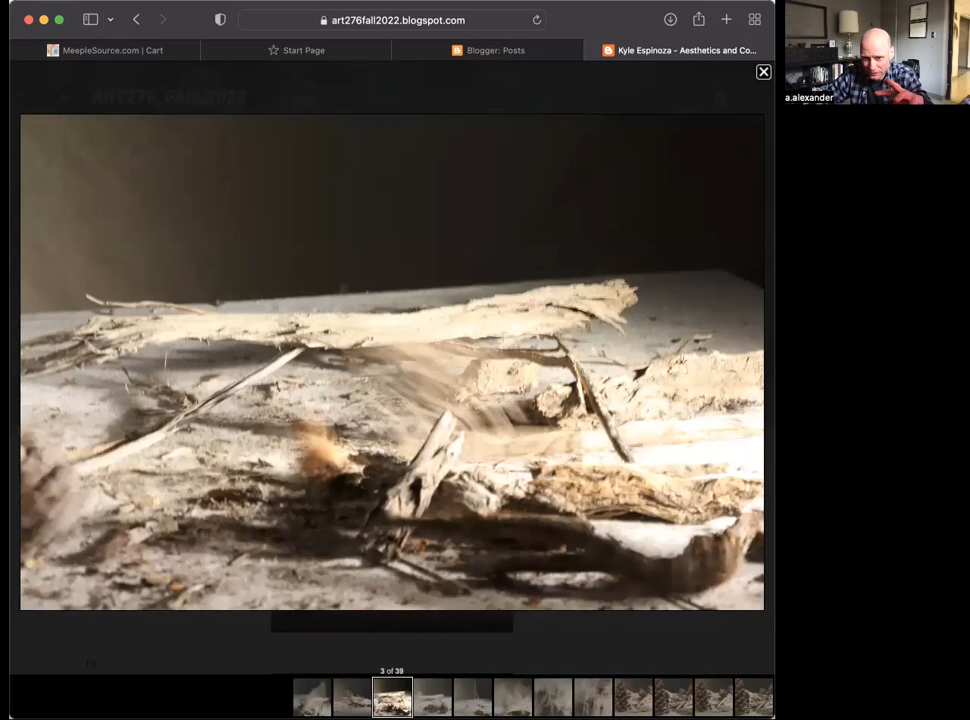 art276fall2022.blogspot.com
MeepleSource.com | Cart
Start Page
Blogger: Posts
Kyle Espinoza - Aesthetics and Co...
a.alexander
ART276_FALL2022
3 of 39